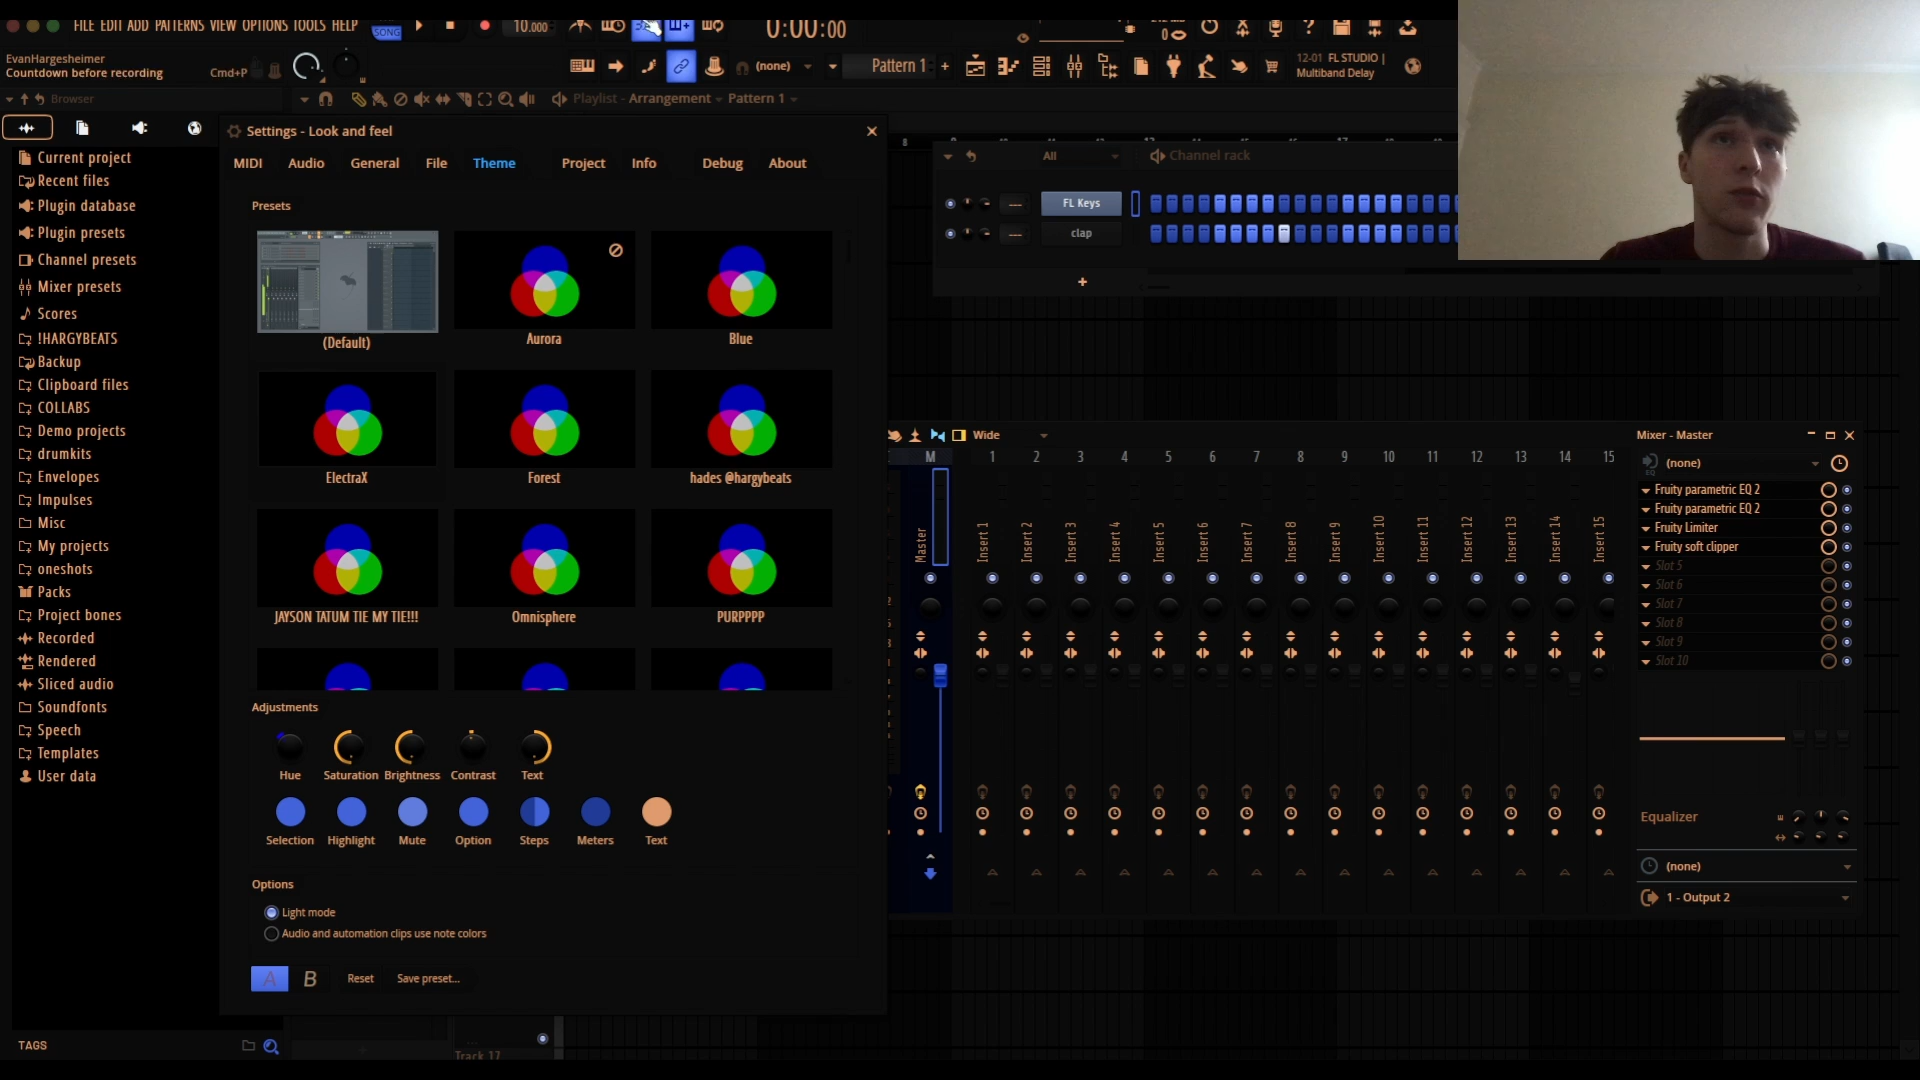 FILE EDIT ADD PATTERNS VIEW OPTIONS TOOLS HELP
SONG
10.000
0:00:00
EvanHargesheimer
Countdown before recording
Cmd+P
(none)
Pattern 1
+
12-01 FL STUDIO |
Multiband Delay
Browser
Playlist - Arrangement
Pattern 1
Current project
Recent files
Plugin database
Plugin presets
Channel presets
Mixer presets
Scores
!HARGYBEATS
Backup
Clipboard files
COLLABS
Demo projects
drumkits
Envelopes
Impulses
Misc
My projects
oneshots
Packs
Project bones
Recorded
Rendered
Sliced audio
Soundfonts
Speech
Templates
User data
TAGS
Settings - Look and feel
MIDI
Audio
General
File
Theme
Project
Info
Debug
About
Presets
(Default)
Aurora
Blue
ElectraX
Forest
hades @hargybeats
JAYSON TATUM TIE MY TIE!!!
Omnisphere
PURPPPP
Adjustments
Hue
Saturation
Brightness
Contrast
Text
Selection
Highlight
Mute
Option
Steps
Meters
Text
Options
Light mode
Audio and automation clips use note colors
A
B
Reset
Save preset...
Track 17
All
Channel rack
FL Keys
clap
+
Wide
M
1
2
3
4
5
6
7
8
9
10
11
12
13
14
15
Master
Insert 1
Insert 2
Insert 3
Insert 4
Insert 5
Insert 6
Insert 7
Insert 8
Insert 9
Insert 10
Insert 11
Insert 12
Insert 13
Insert 14
Insert 15
Mixer - Master
(none)
Fruity parametric EQ 2
Fruity parametric EQ 2
Fruity Limiter
Fruity soft clipper
Slot 5
Slot 6
Slot 7
Slot 8
Slot 9
Slot 10
Equalizer
(none)
1 - Output 2